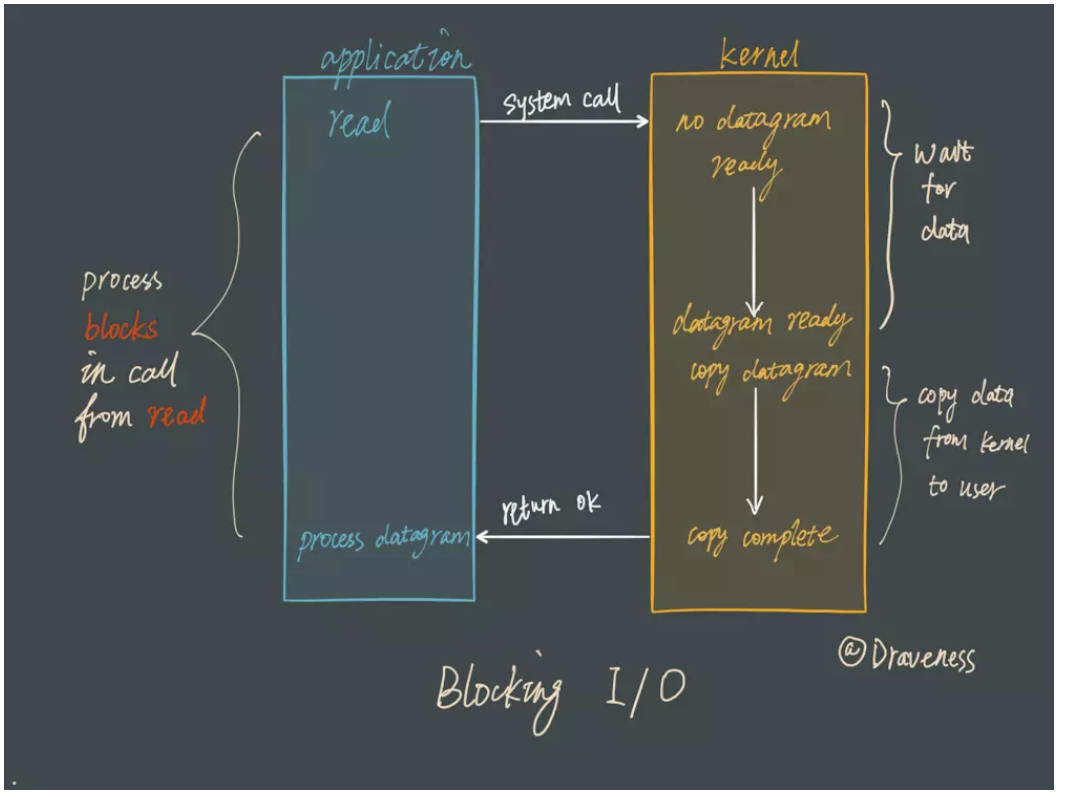 application
kernel
read
system call
no datagram
ready
wait
for
data
process
blocks
in call
from read
datagram ready
copy datagram
copy data
from kernel
to user
return ok
process datagram
copy complete
@Draveness
Blocking I/O